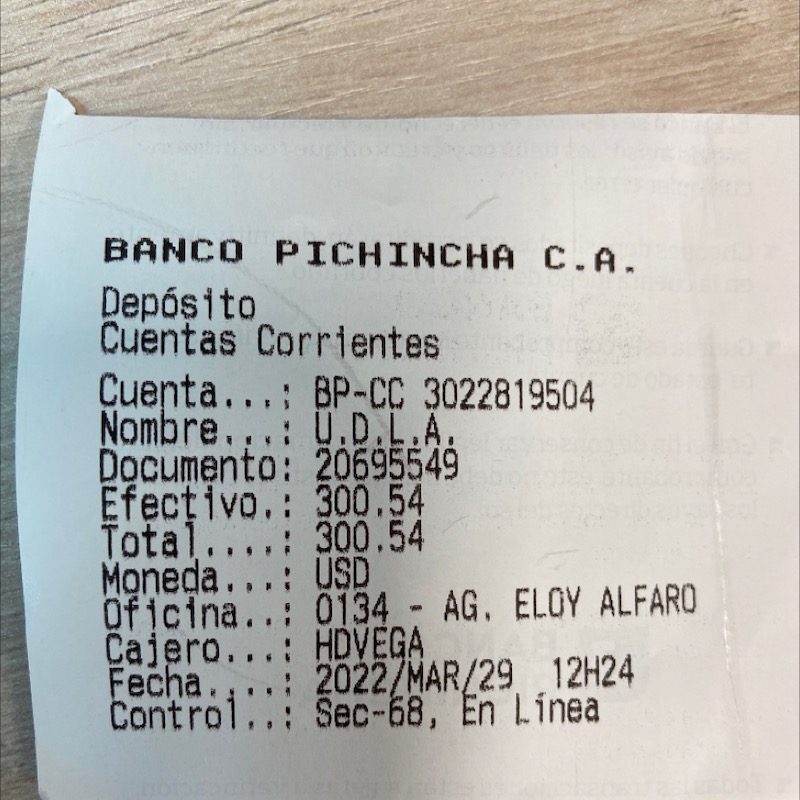 BANCO PICHINCHA C.A.
Depósito
Cuentas Corrientes
Cuenta...: BP-CC 3022819504
Nombre...: U.D.L.A.
Documento: 20695549
Efectivo.: 300.54
Total....: 300.54
Moneda...: USD
Oficina..: 0134 - AG. ELOY ALFARO
Cajero...: HDVEGA
Fecha....: 2022/MAR/29 12H24
Control..: Sec-68, En Línea